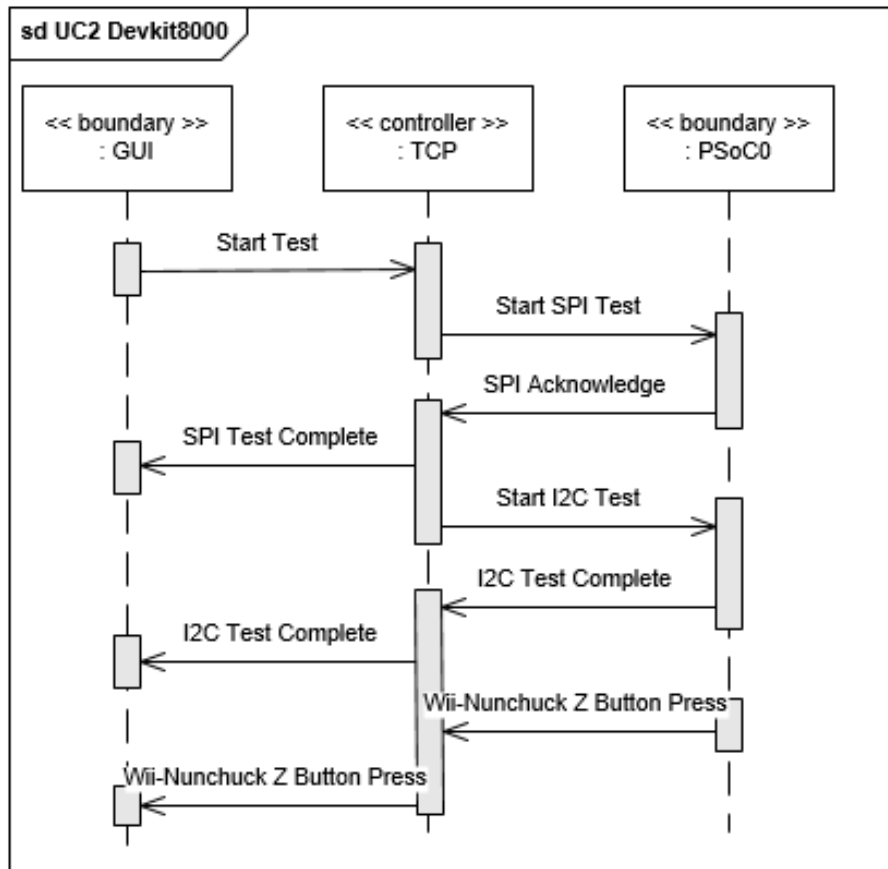 sd UC2 Devkit8000
<< boundary >>
: GUI
<< controller >>
: TCP
<< boundary >>
: PSoC0
Start Test
Start SPI Test
SPI Acknowledge
SPI Test Complete
Start I2C Test
I2C Test Complete
I2C Test Complete
Wii-Nunchuck Z Button Press
Wii-Nunchuck Z Button Press